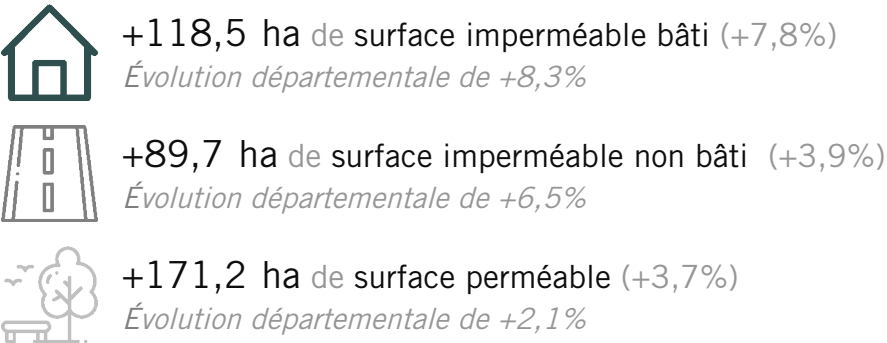 +118,5 ha de surface imperméable bâti (+7,8%)
Évolution départementale de +8,3%
+89,7 ha de surface imperméable non bâti (+3,9%)
Évolution départementale de +6,5%
+171,2 ha de surface perméable (+3,7%)
Évolution départementale de +2,1%